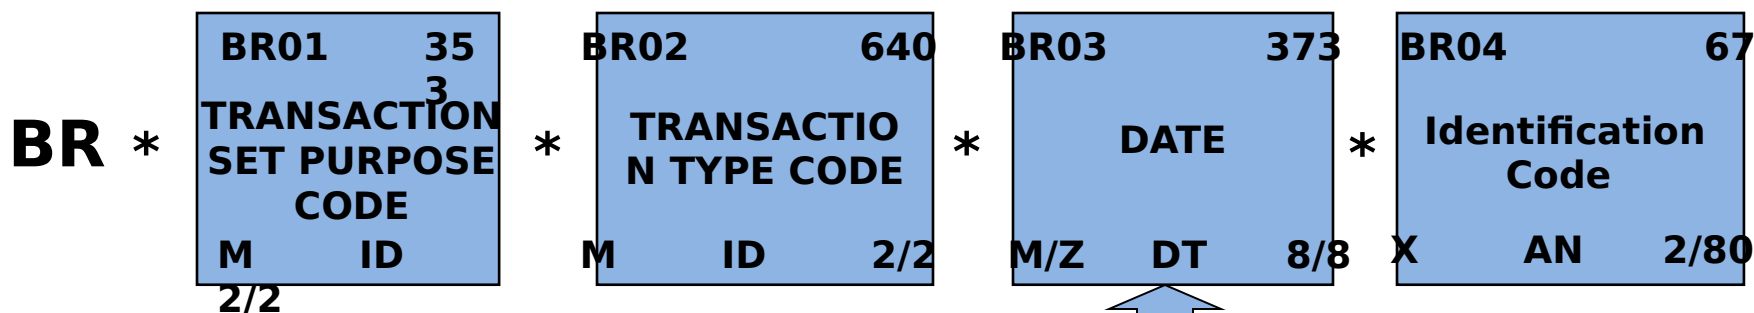 BR * * * *
BR01 35
3
TRANSACTION
SET PURPOSE
CODE
M ID
2/2
BR02 640
TRANSACTIO
N TYPE CODE
M ID 2/2
BR03 373
DATE
M/Z DT 8/8
BR04 67
Identification
Code
X AN 2/80